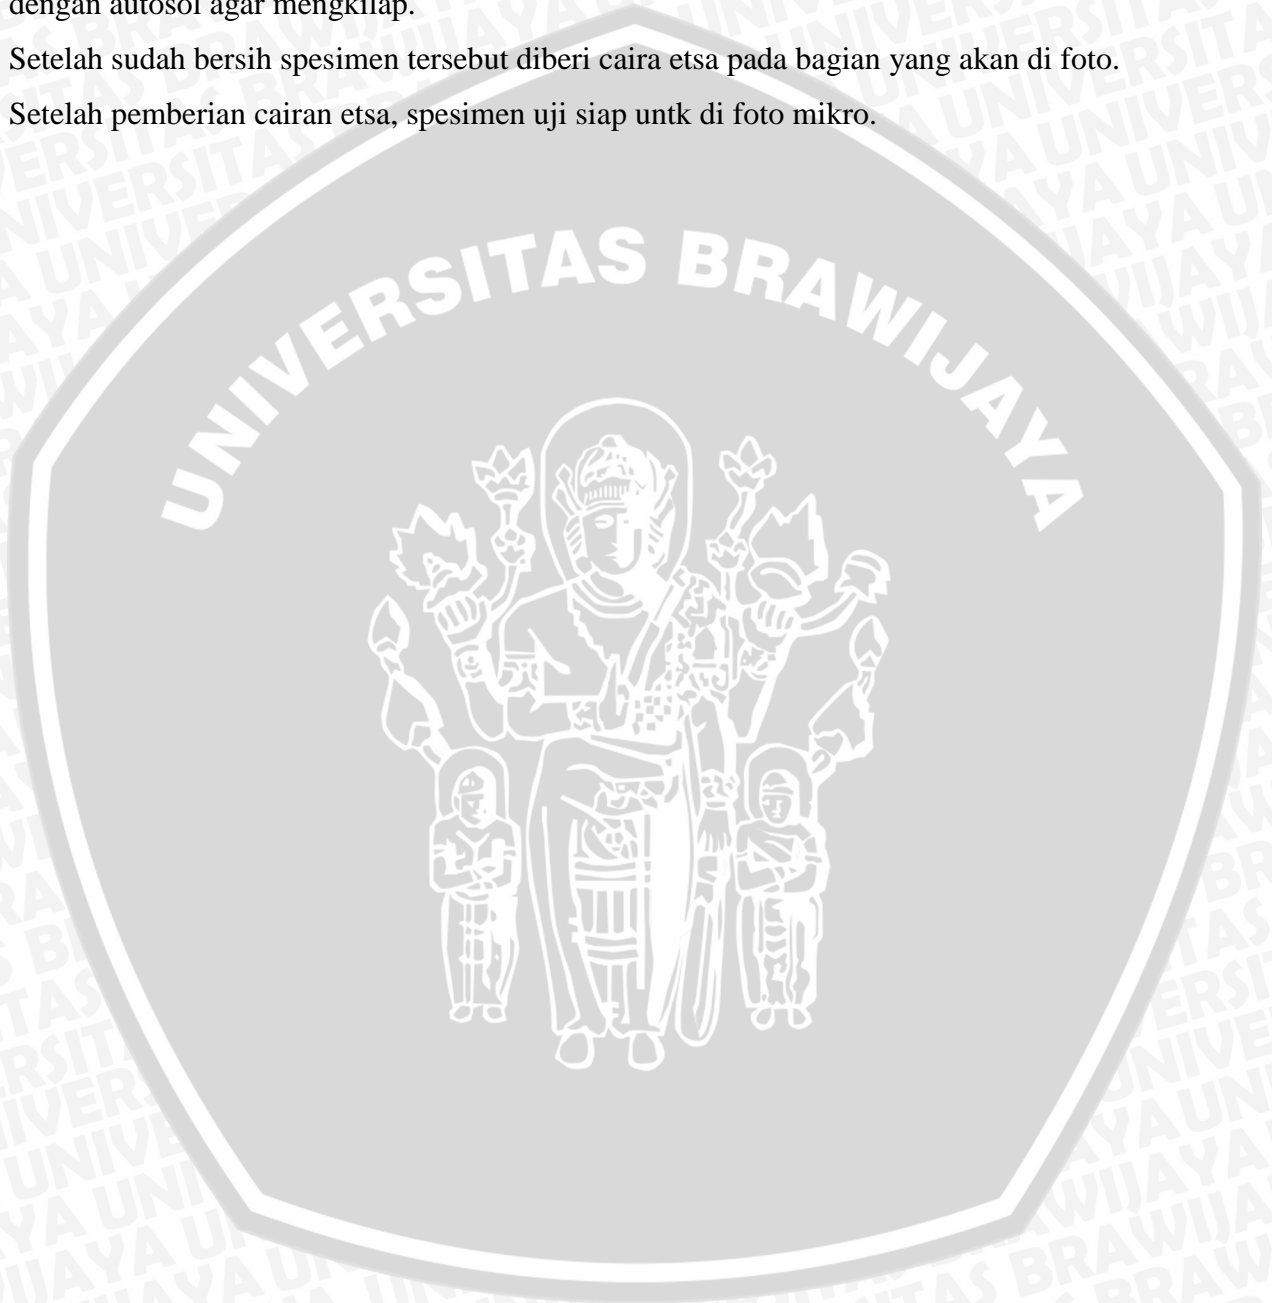 dengan autosol agar mengkilap.
Setelah sudah bersih spesimen tersebut diberi caira etsa pada bagian yang akan di foto.
Setelah pemberian cairan etsa, spesimen uji siap untk di foto mikro.
UNIVERSITAS BRAWIJAYA